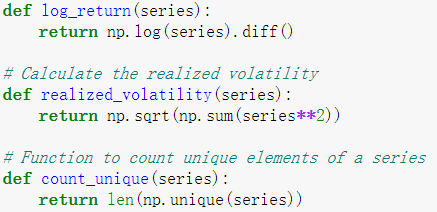 def log_return(series):
    return np.log(series).diff()
# Calculate the realized volatility
def realized_volatility(series):
    return np.sqrt(np.sum(series**2))
# Function to count unique elements of a series
def count_unique(series):
    return len(np.unique(series))